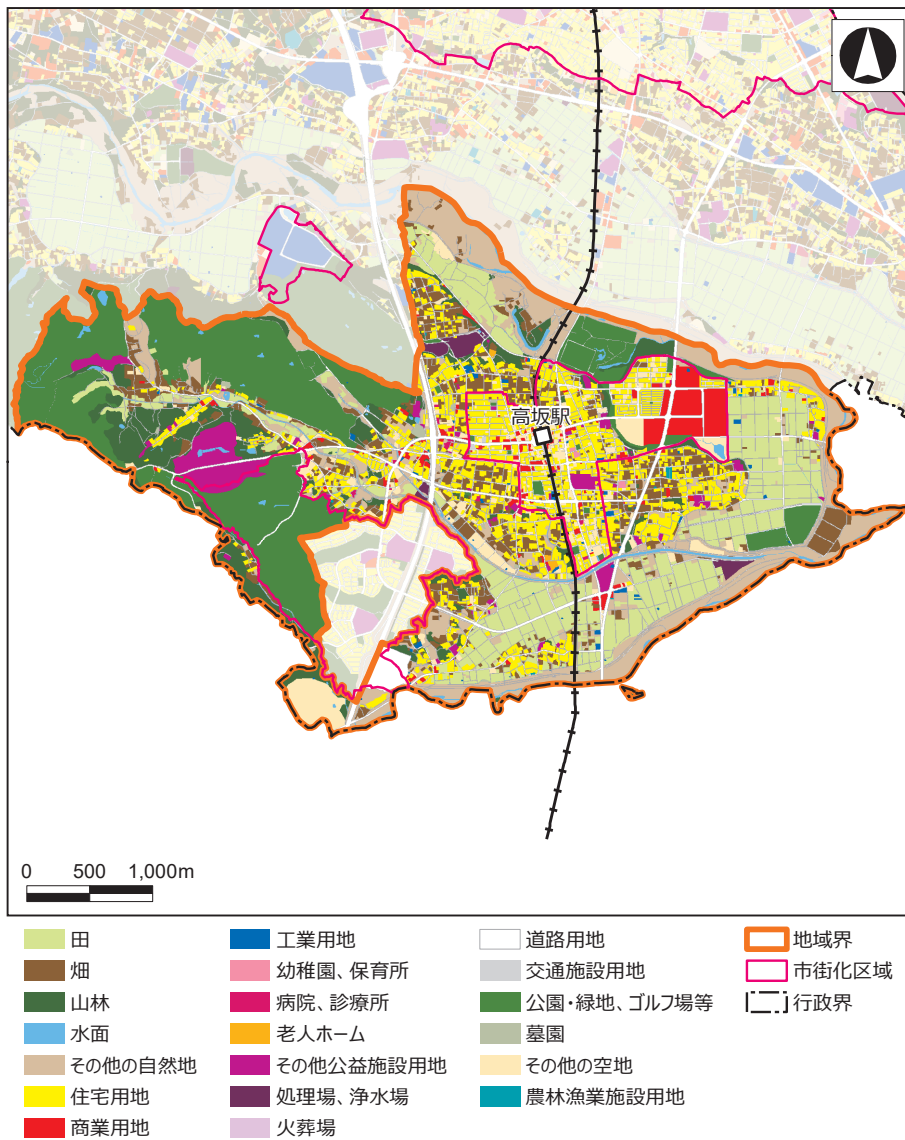 高坂駅
0 500 1,000m
田
畑
山林
水面
その他の自然地
住宅用地
商業用地
工業用地
幼稚園、保育所
病院、診療所
老人ホーム
その他公益施設用地
処理場、浄水場
火葬場
道路用地
交通施設用地
公園・緑地、ゴルフ場等
墓園
その他の空地
農林漁業施設用地
地域界
市街化区域
行政界